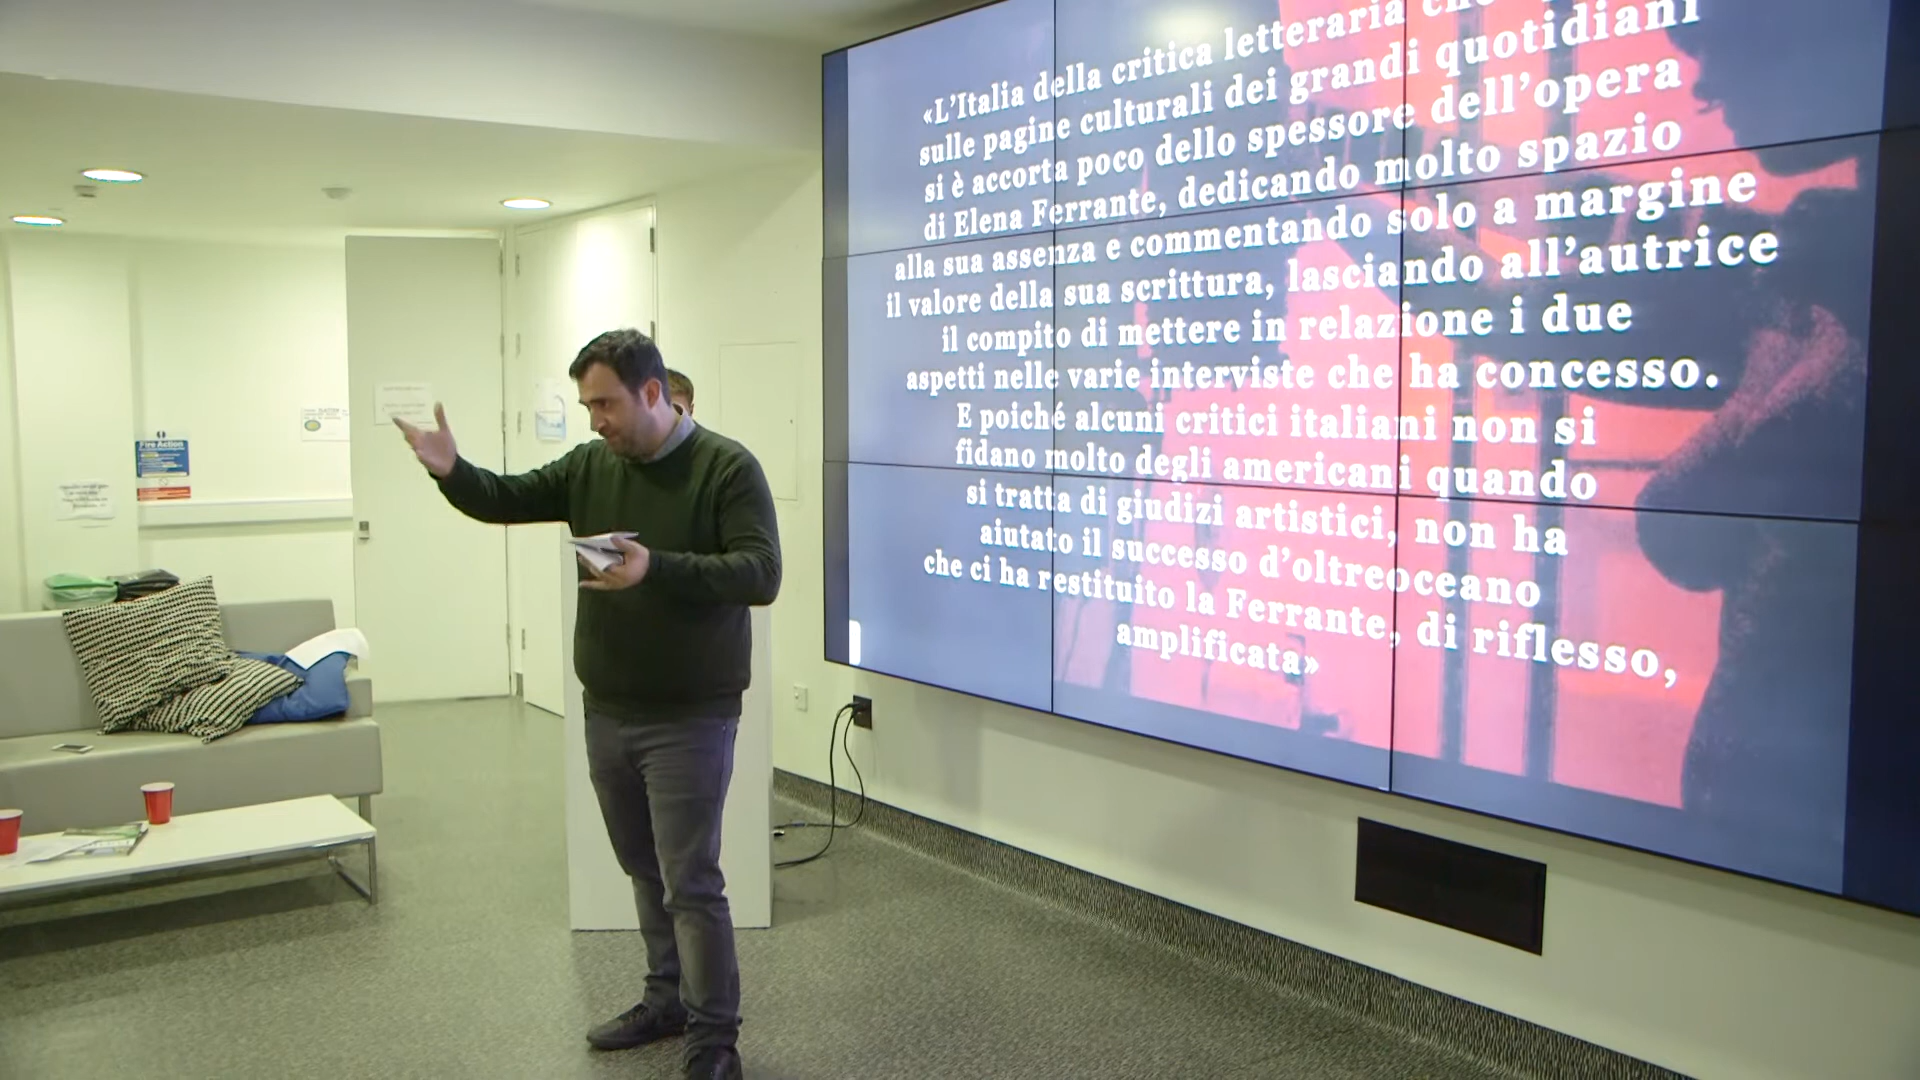 «L'Italia della critica letteraria
sulle pagine culturali dei grandi quotidiani
si è accorta poco dello spessore dell'opera
di Elena Ferrante, dedicando molto spazio
alla sua assenza e commentando solo a margine
il valore della sua scrittura, lasciando all'autrice
il compito di mettere in relazione i due
aspetti nelle varie interviste che ha concesso.
E poiché alcuni critici italiani non si
fidano molto degli americani quando
si tratta di giudizi artistici, non ha
aiutato il successo d'oltreoceano
che ci ha restituito la Ferrante, di riflesso,
amplificata»
Fire Action